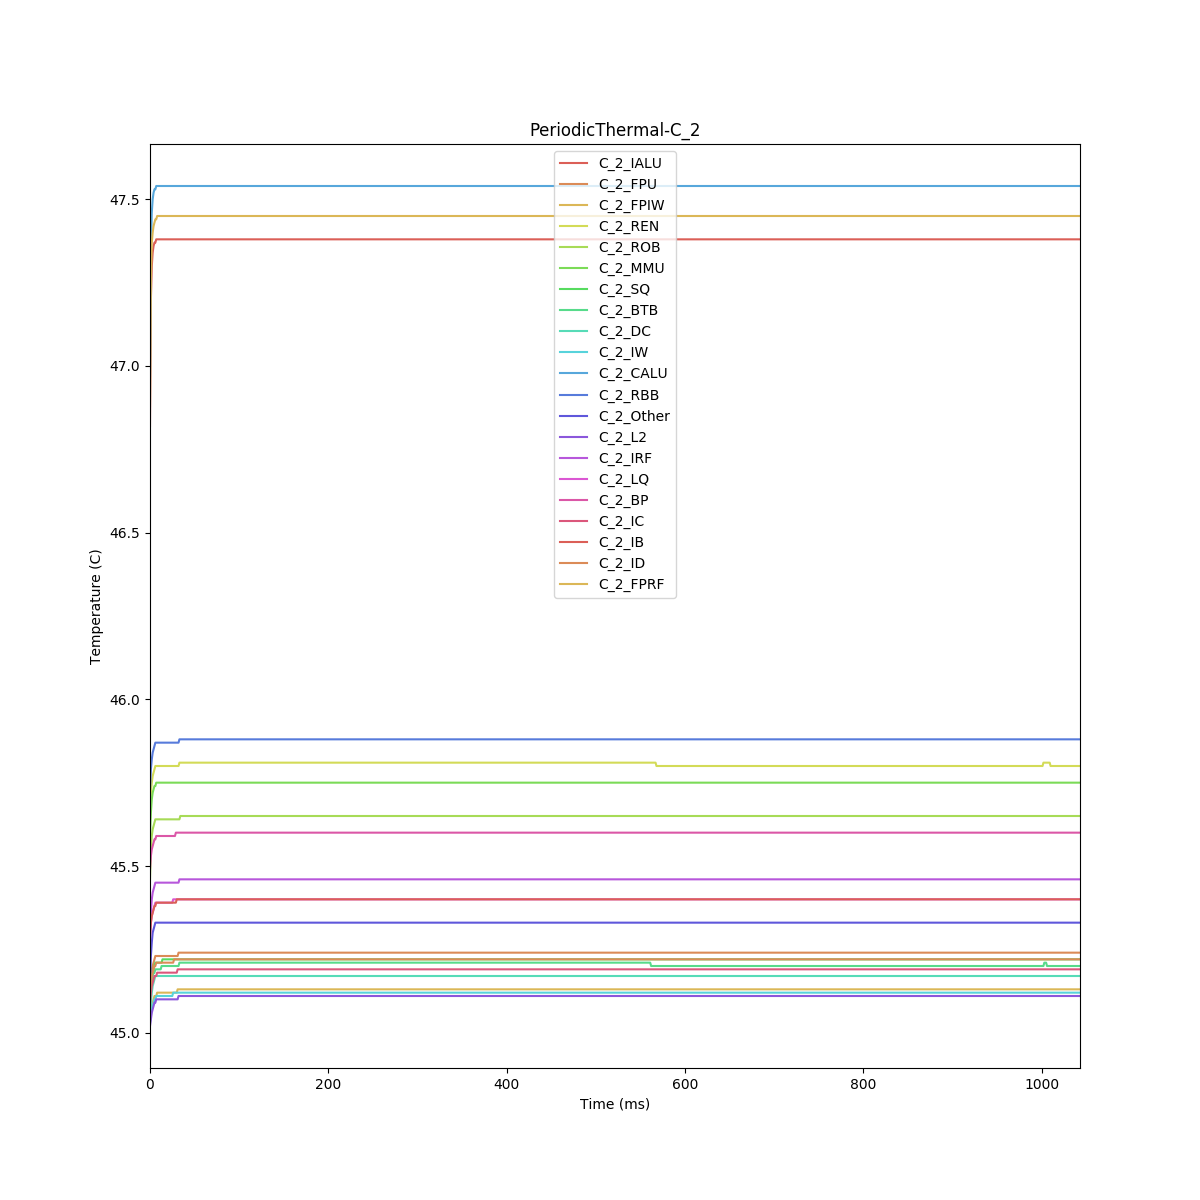 PeriodicThermal-C_2
C_2_IALU
C_2_FPU
C_2_FPIW
C_2_REN
C_2_ROB
C_2_MMU
C_2_SQ
C_2_BTB
C_2_DC
C_2_IW
C_2_CALU
C_2_RBB
C_2_Other
C_2_L2
C_2_IRF
C_2_LQ
C_2_BP
C_2_IC
C_2_IB
C_2_ID
C_2_FPRF
47.5
47.0
46.5
46.0
45.5
45.0
Temperature (C)
0 200 400 600 800 1000
Time (ms)